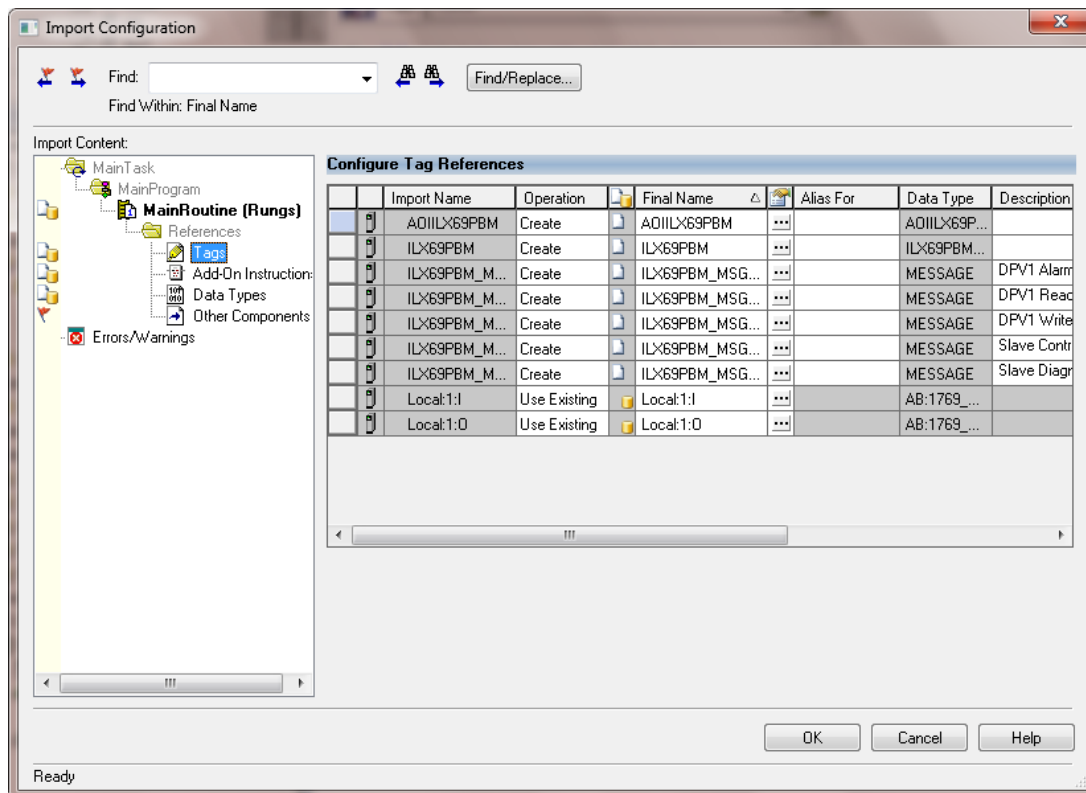 Import Configuration
Find:
Find/Replace...
Find Within: Final Name
Import Content:
MainTask
MainProgram
MainRoutine (Rungs)
References
Tags
Add-On Instruction:
Data Types
Other Components
Errors/Warnings
Configure Tag References
Import Name Operation Final Name Alias For Data Type Description
AOIILX69PBM Create AOIILX69PBM ... AOIILX69P...
ILX69PBM Create ILX69PBM ... ILX69PBM...
ILX69PBM_M... Create ILX69PBM_MSG... ... MESSAGE DPV1 Alarm
ILX69PBM_M... Create ILX69PBM_MSG... ... MESSAGE DPV1 Read
ILX69PBM_M... Create ILX69PBM_MSG... ... MESSAGE DPV1 Write
ILX69PBM_M... Create ILX69PBM_MSG... ... MESSAGE Slave Contr
ILX69PBM_M... Create ILX69PBM_MSG... ... MESSAGE Slave Diagr
Local:1:I Use Existing Local:1:I ... AB:1769_...
Local:1:O Use Existing Local:1:O ... AB:1769_...
OK Cancel Help
Ready